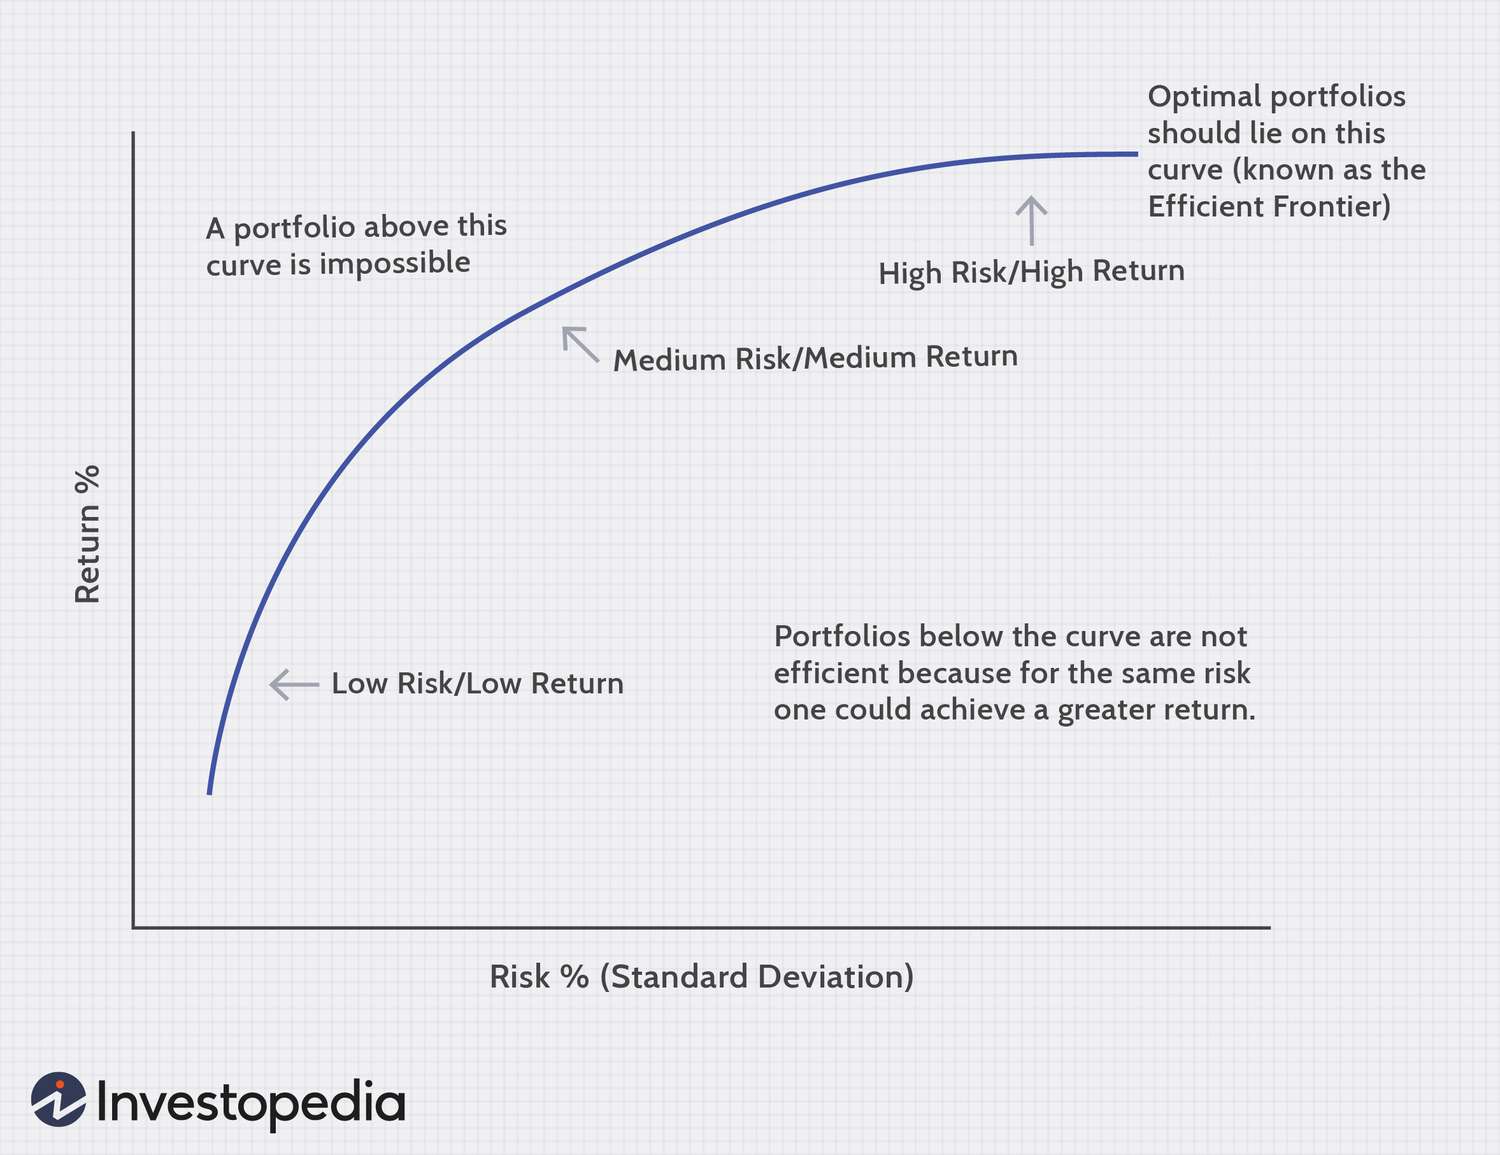 Optimal portfolios
should lie on this
curve (known as the
Efficient Frontier)
A portfolio above this
curve is impossible
High Risk/High Return
Medium Risk/Medium Return
Return %
Low Risk/Low Return
Portfolios below the curve are not
efficient because for the same risk
one could achieve a greater return.
Risk % (Standard Deviation)
Investopedia